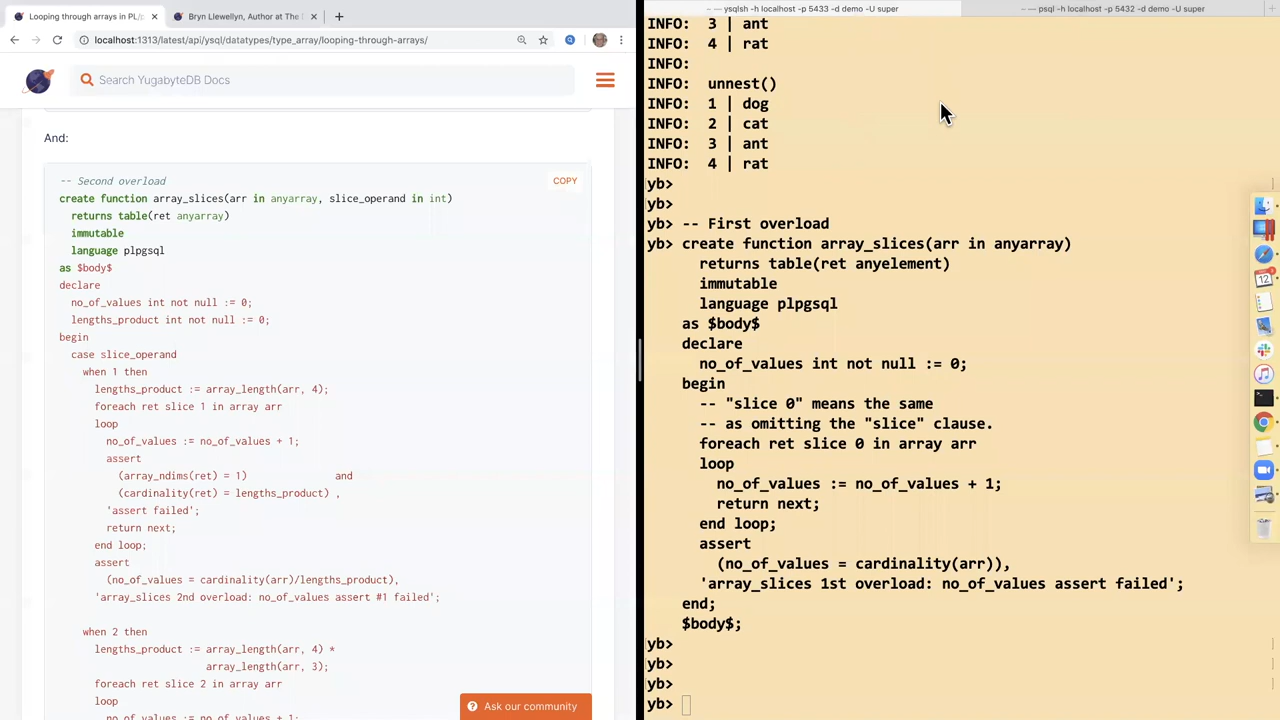 Looping through arrays in PL/p
Bryn Llewellyn, Author at The D
localhost:1313/latest/api/ysql/datatypes/type_array/looping-through-arrays/
Search YugabyteDB Docs
And:
COPY
-- Second overload
create function array_slices(arr in anyarray, slice_operand in int)
returns table(ret anyarray)
immutable
language plpgsql
as $body$
declare
no_of_values int not null := 0;
lengths_product int not null := 0;
begin
case slice_operand
when 1 then
lengths_product := array_length(arr, 4);
foreach ret slice 1 in array arr
loop
no_of_values := no_of_values + 1;
assert
(array_ndims(ret) = 1) and
(cardinality(ret) = lengths_product) ,
'assert failed';
return next;
end loop;
assert
(no_of_values = cardinality(arr)/lengths_product),
'array_slices 2nd overload: no_of_values assert #1 failed';
when 2 then
lengths_product := array_length(arr, 4) *
array_length(arr, 3);
foreach ret slice 2 in array arr
loop
no_of_values := no_of_values + 1;
Ask our community
ysqlsh -h localhost -p 5433 -d demo -U super
psql -h localhost -p 5432 -d demo -U super
INFO: 3 | ant
INFO: 4 | rat
INFO:
INFO: unnest()
INFO: 1 | dog
INFO: 2 | cat
INFO: 3 | ant
INFO: 4 | rat
yb>
yb>
yb> -- First overload
yb> create function array_slices(arr in anyarray)
returns table(ret anyelement)
immutable
language plpgsql
as $body$
declare
no_of_values int not null := 0;
begin
-- "slice 0" means the same
-- as omitting the "slice" clause.
foreach ret slice 0 in array arr
loop
no_of_values := no_of_values + 1;
return next;
end loop;
assert
(no_of_values = cardinality(arr)),
'array_slices 1st overload: no_of_values assert failed';
end;
$body$;
yb>
yb>
yb>
yb>
12